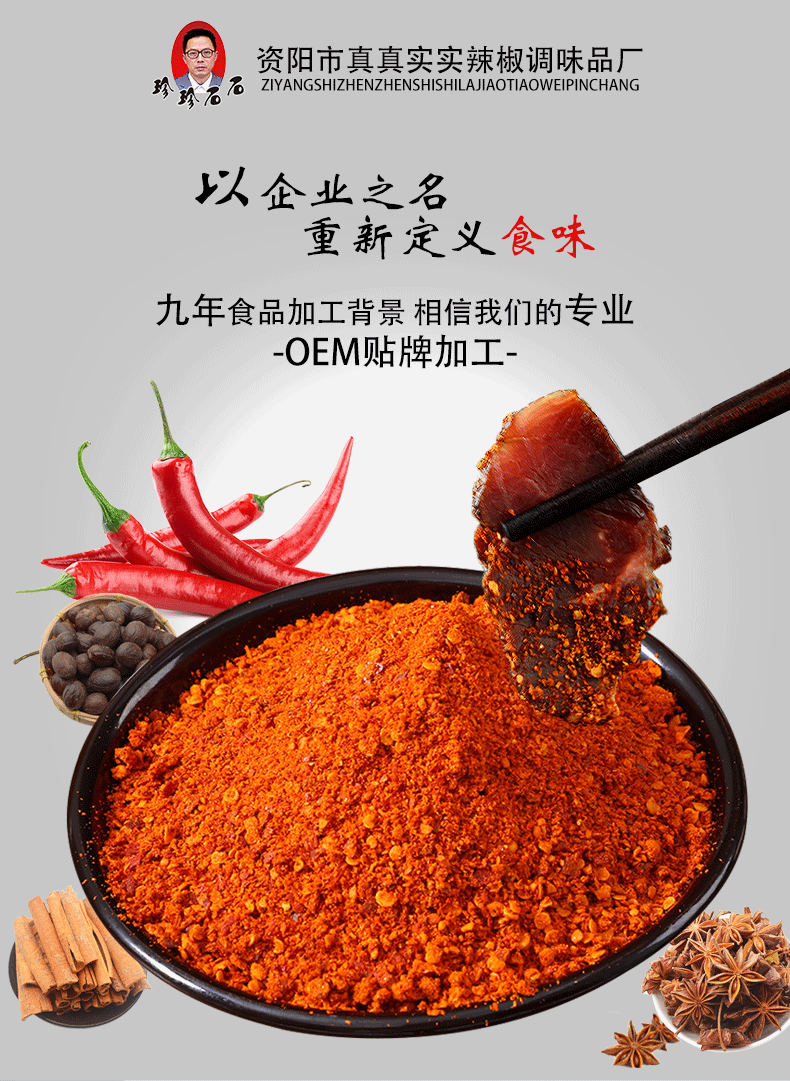 珍珍石石
资阳市真真实实辣椒调味品厂
ZIYANGSHIZHENZHENSHISHILAJIAOTIAOWEIPINCHANG
以企业之名
重新定义食味
九年食品加工背景 相信我们的专业
-OEM贴牌加工-